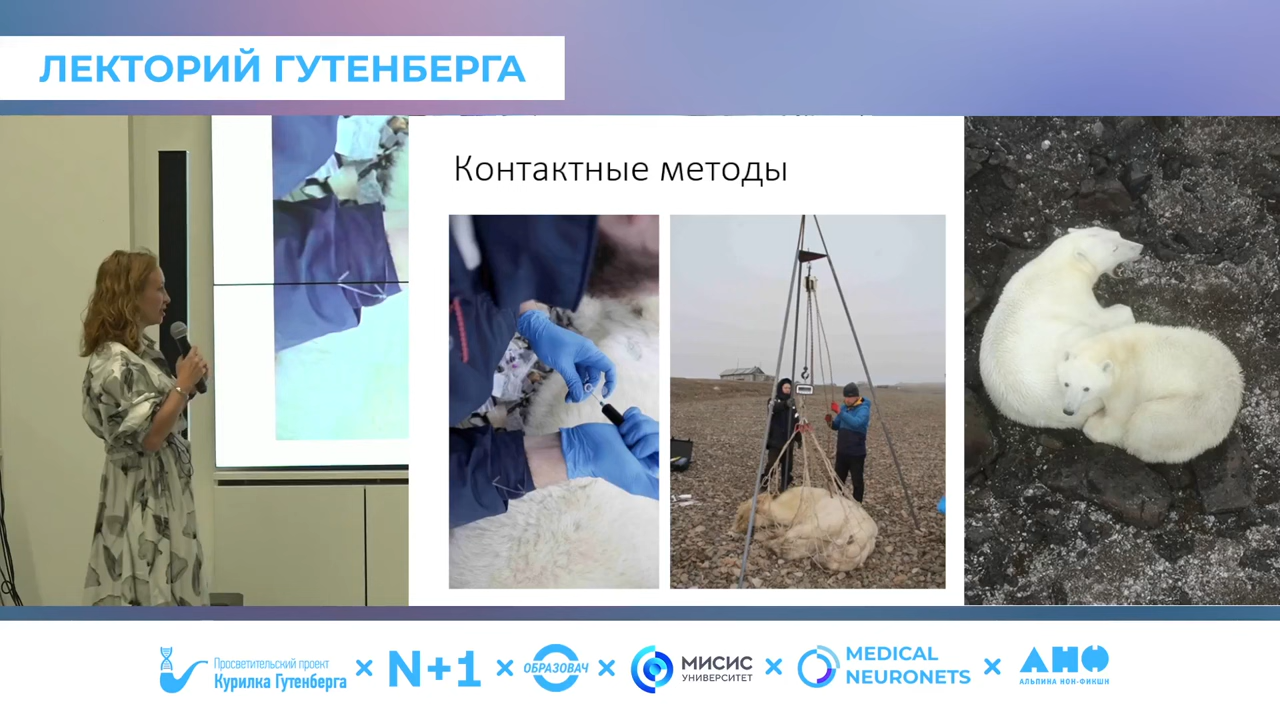 ЛЕКТОРИЙ ГУТЕНБЕРГА
Контактные методы
Просветительский проект
Курилка Гутенберга
N+1
ОБРАЗОВАЧ
МИСИС
УНИВЕРСИТЕТ
MEDICAL
NEURONETS
АНФ
АЛЬПИНА НОН-ФИКШН